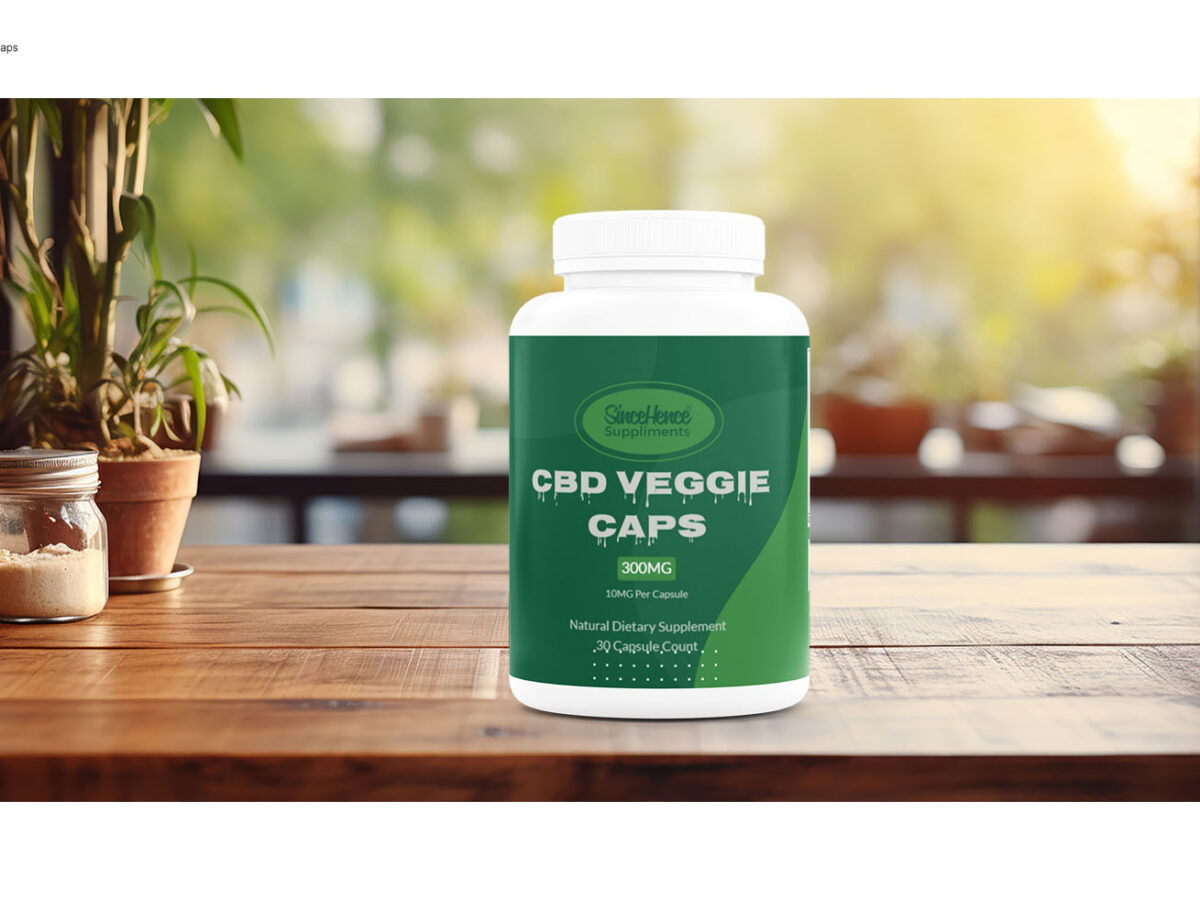 aps
SinceHence®
Suppliments
CBD VEGGIE
CAPS
300MG
10MG Per Capsule
Natural Dietary Supplement
30 Capsule Count